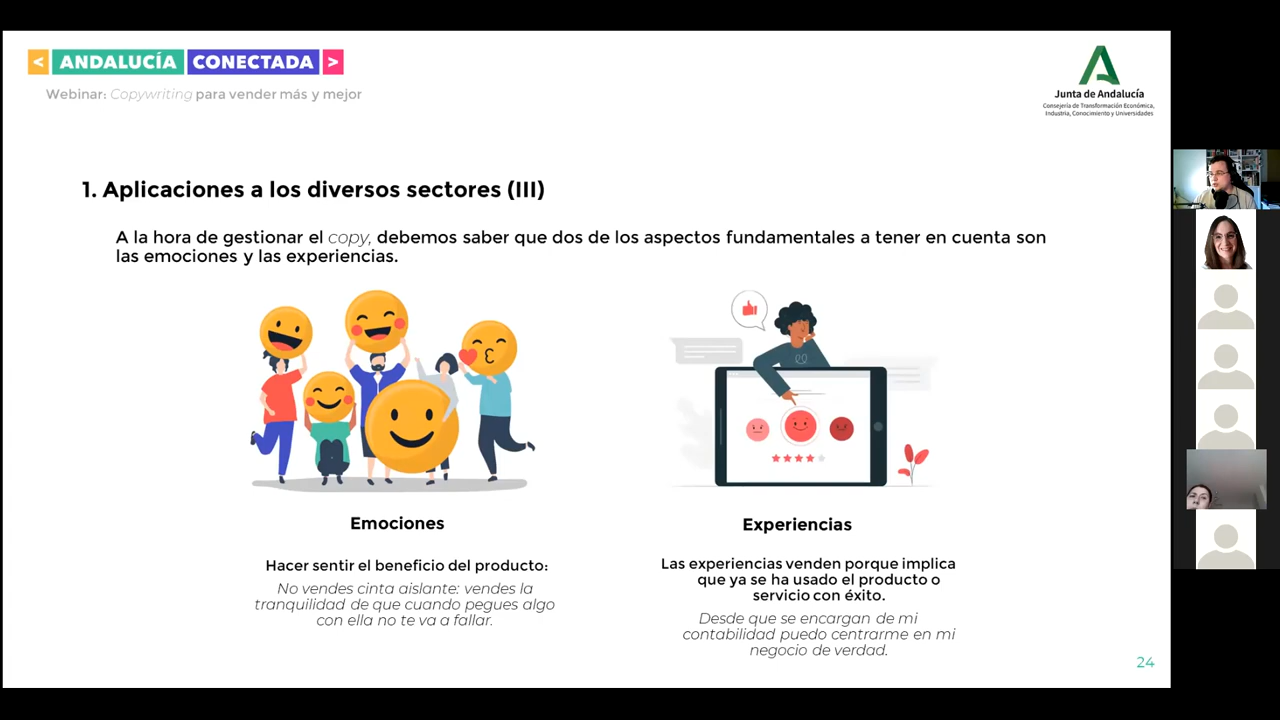 < ANDALUCÍA CONECTADA >
Webinar: Copywriting para vender más y mejor
Junta de Andalucía
Consejería de Transformación Económica,
Industria, Conocimiento y Universidades
1. Aplicaciones a los diversos sectores (III)
A la hora de gestionar el copy, debemos saber que dos de los aspectos fundamentales a tener en cuenta son
las emociones y las experiencias.
Emociones
Hacer sentir el beneficio del producto:
No vendes cinta aislante: vendes la
tranquilidad de que cuando pegues algo
con ella no te va a fallar.
Experiencias
Las experiencias venden porque implica
que ya se ha usado el producto o
servicio con éxito.
Desde que se encargan de mi
contabilidad puedo centrarme en mi
negocio de verdad.
24